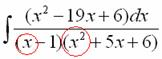 ∫ (x² − 19x + 6)dx / (x − 1)(x² + 5x + 6)